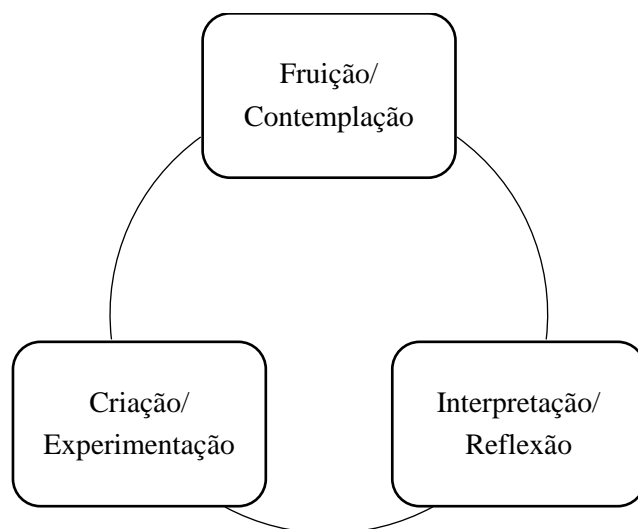 Fruição/
Contemplação
Criação/
Experimentação
Interpretação/
Reflexão